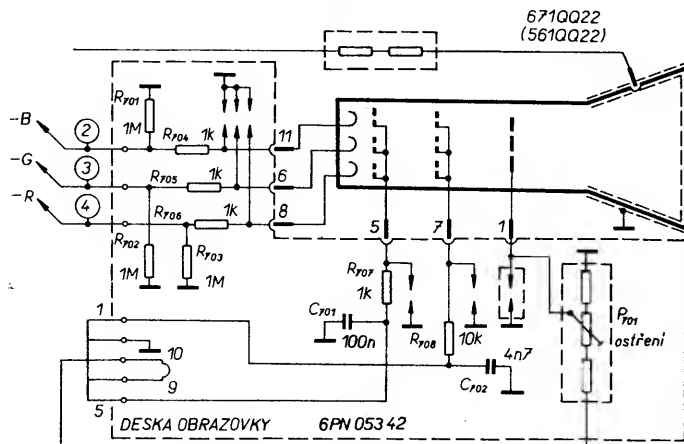 671QQ22
(561QQ22)
R701
1M
-B
2
R704
1k
11
-G
3
R705
1k
6
-R
4
R706
1k
8
R702
1M
R703
1M
5
7
1
R707
1k
C701
100n
R708
10k
4n7
C702
P701
ostření
1
10
9
5
DESKA OBRAZOVKY 6PN 053 42